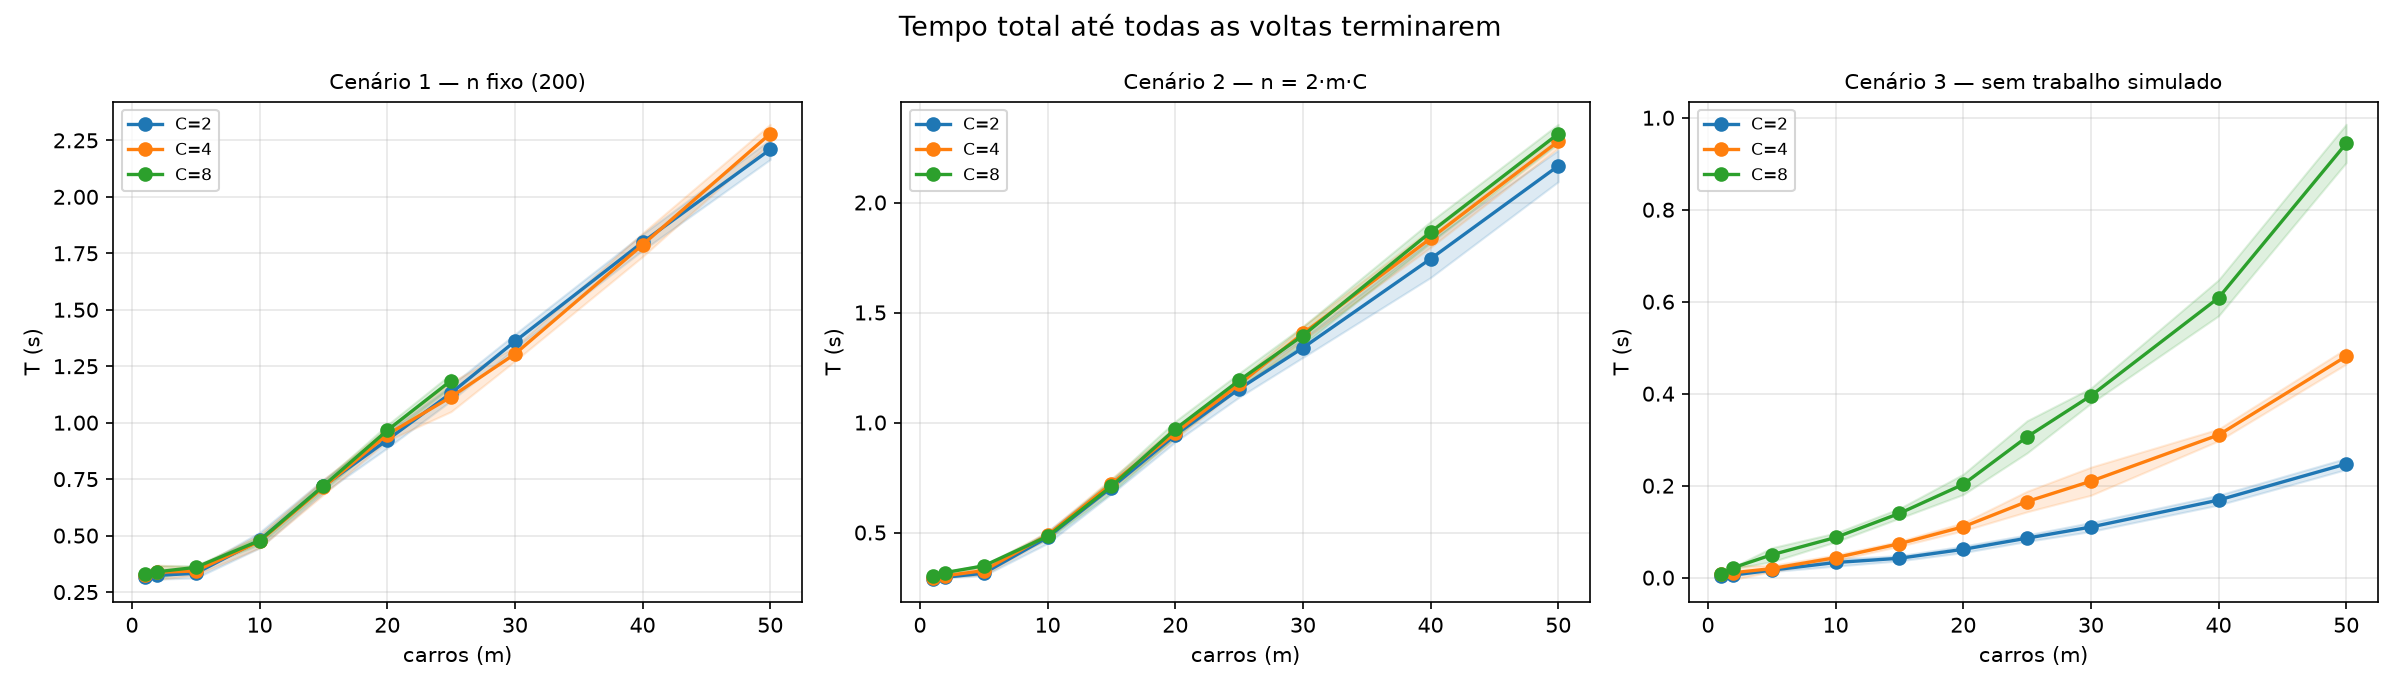 Tempo total até todas as voltas terminarem
Cenário 1 — n fixo (200)
C=2
C=4
C=8
2.25
2.00
1.75
1.50
1.25
1.00
0.75
0.50
0.25
T (s)
0 10 20 30 40 50
carros (m)
Cenário 2 — n = 2·m·C
C=2
C=4
C=8
2.0
1.5
1.0
0.5
T (s)
0 10 20 30 40 50
carros (m)
Cenário 3 — sem trabalho simulado
C=2
C=4
C=8
1.0
0.8
0.6
0.4
0.2
0.0
T (s)
0 10 20 30 40 50
carros (m)